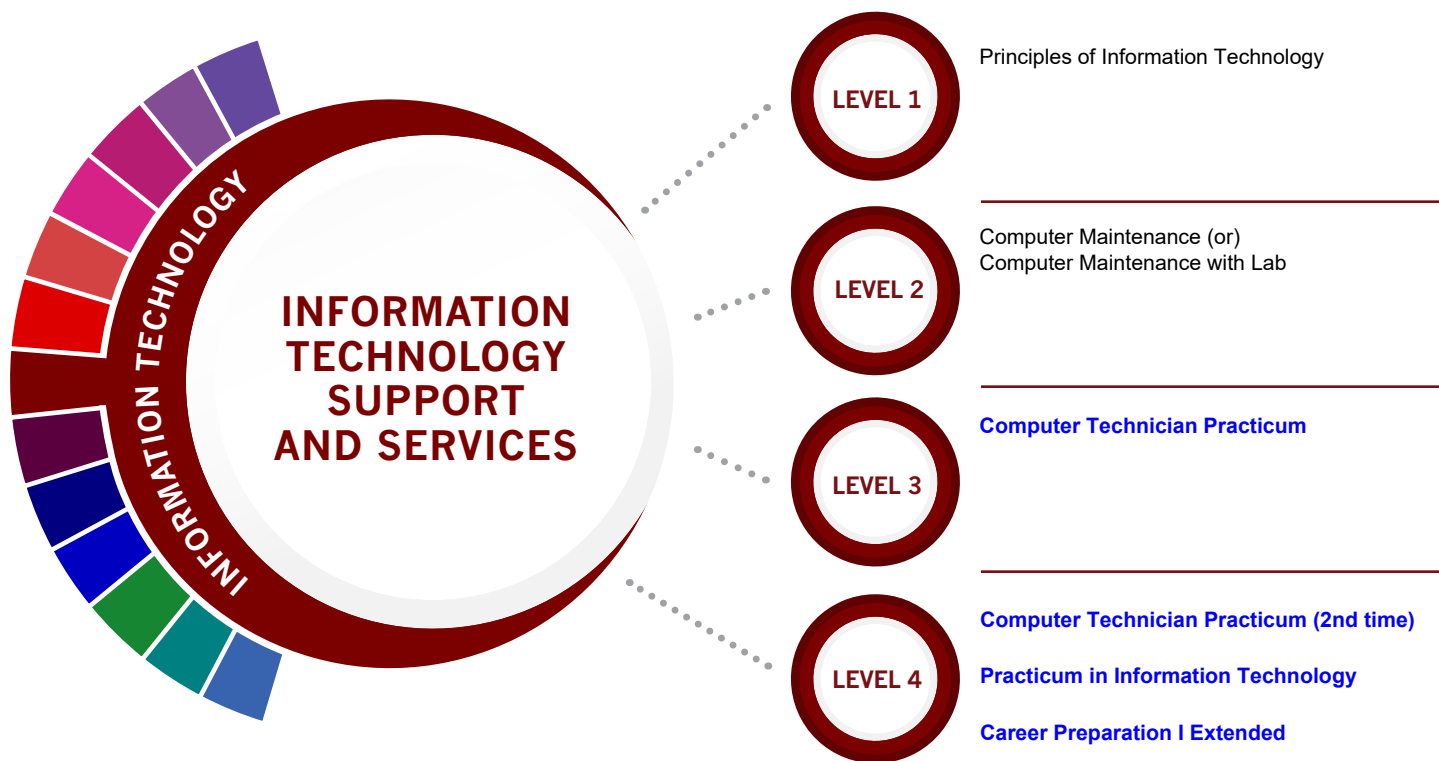 INFORMATION TECHNOLOGY
INFORMATION
TECHNOLOGY
SUPPORT
AND SERVICES
LEVEL 1
Principles of Information Technology
LEVEL 2
Computer Maintenance (or)
Computer Maintenance with Lab
LEVEL 3
Computer Technician Practicum
LEVEL 4
Computer Technician Practicum (2nd time)
Practicum in Information Technology
Career Preparation I Extended